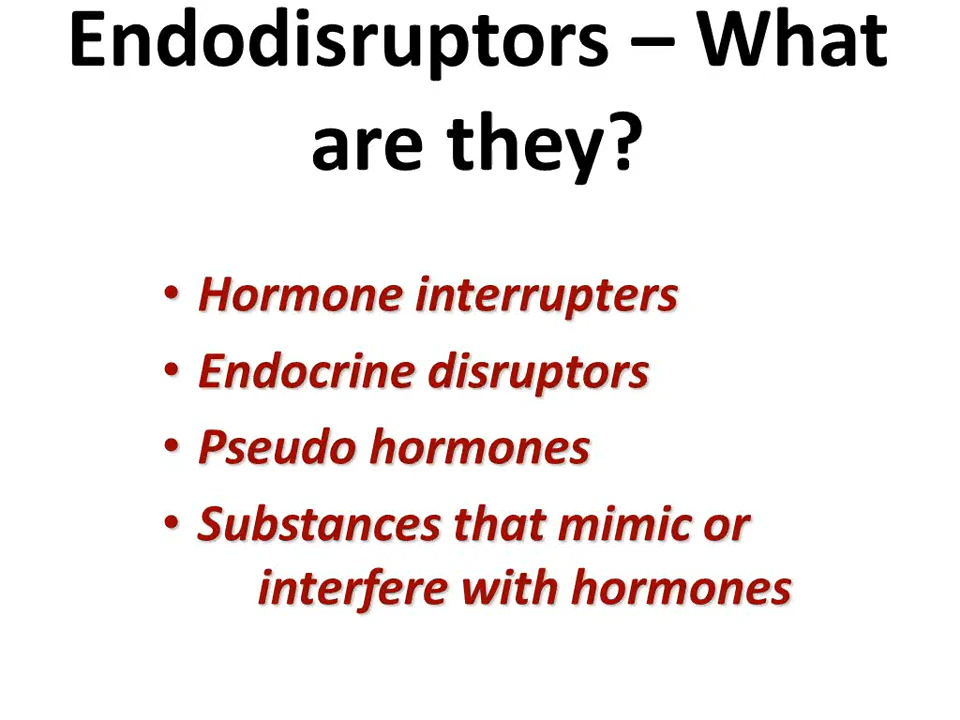 Endodisruptors – What
are they?
• Hormone interrupters
• Endocrine disruptors
• Pseudo hormones
• Substances that mimic or
interfere with hormones